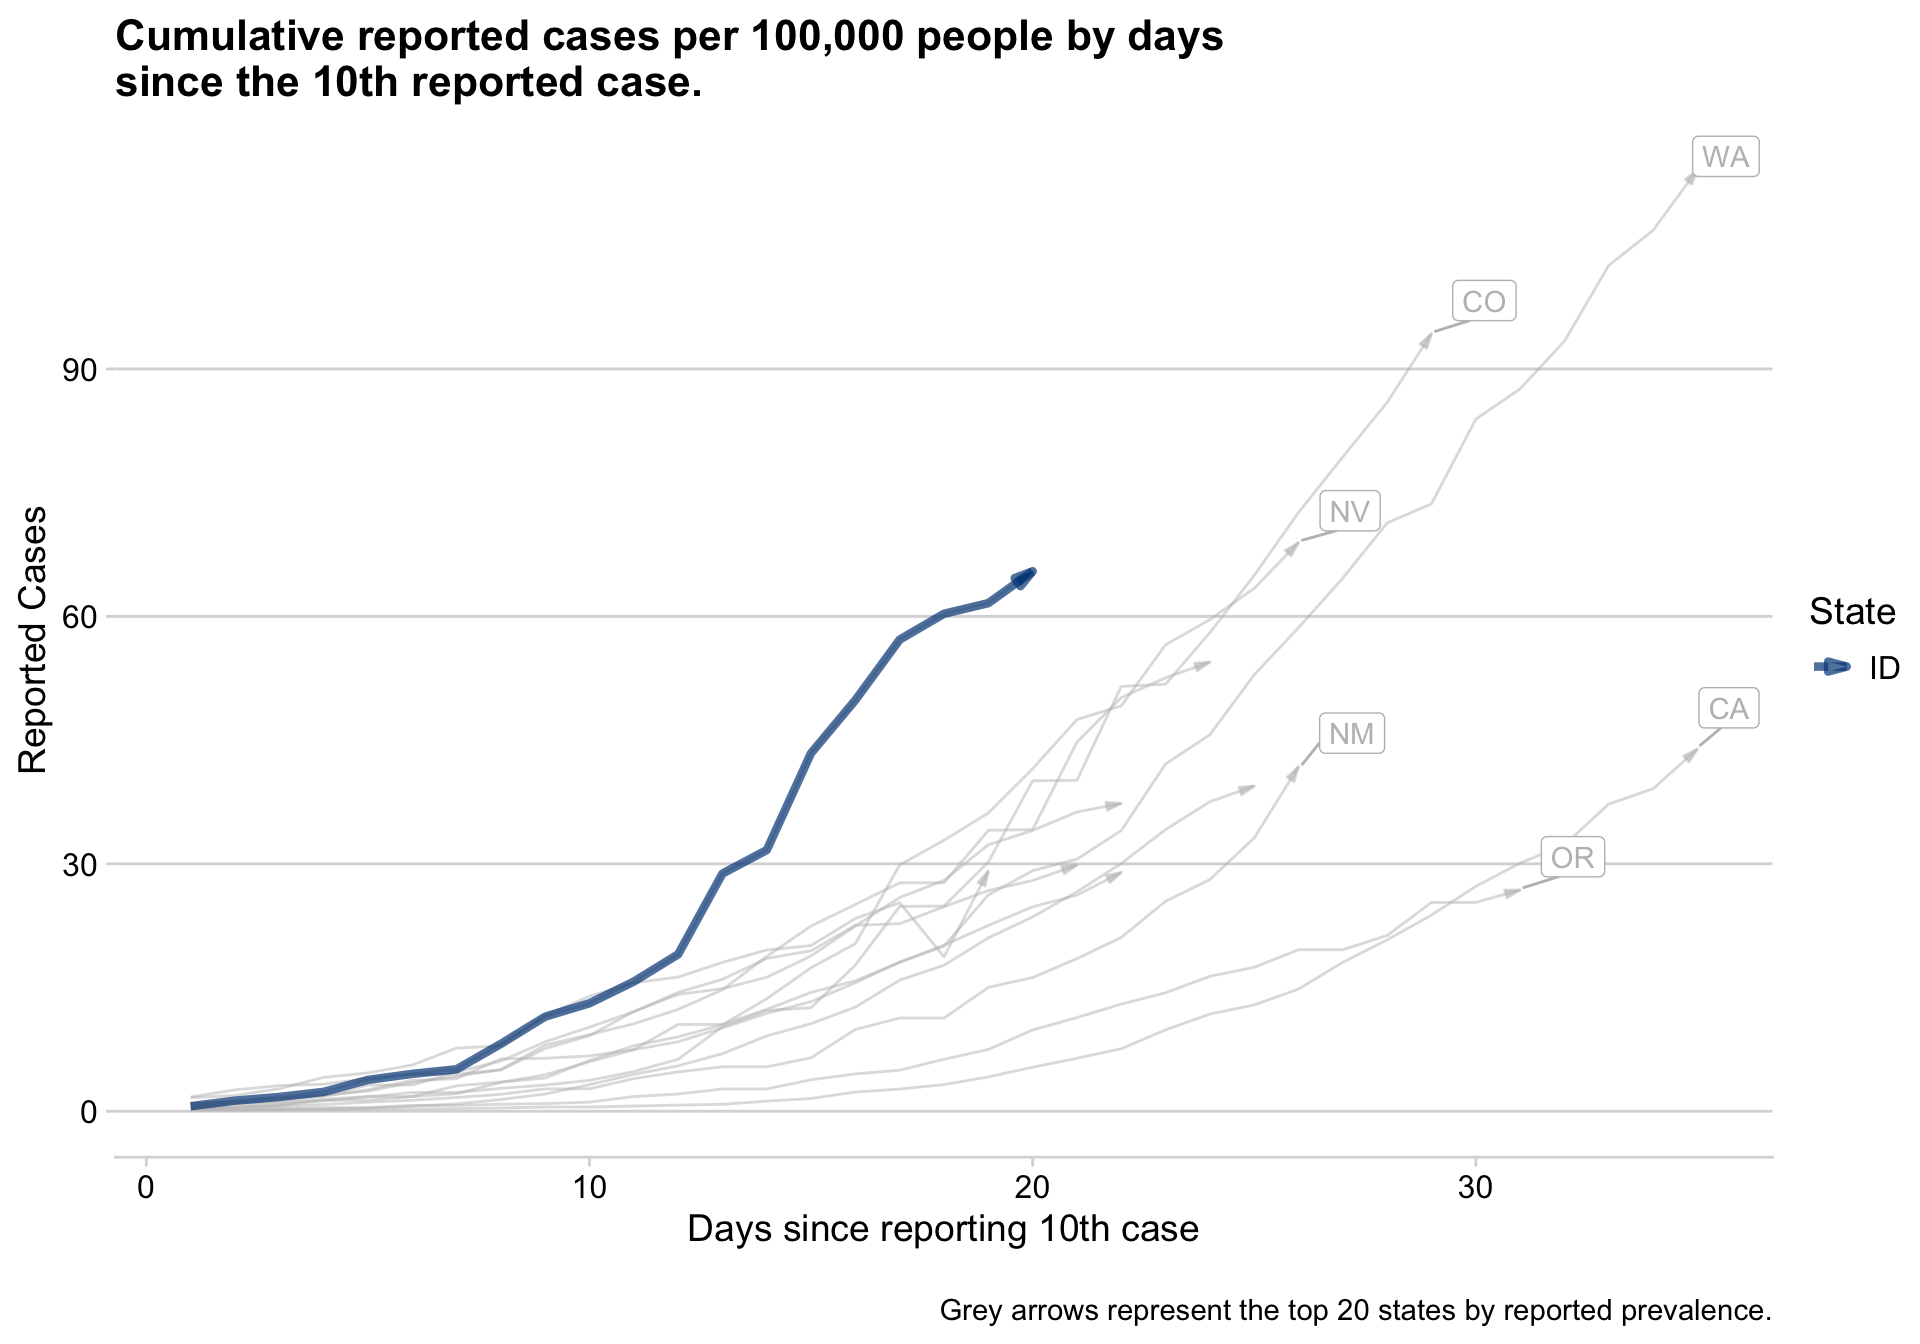 Cumulative reported cases per 100,000 people by days
since the 10th reported case.
WA
CO
90
NV
60
NM
CA
30
OR
0
Reported Cases
State
ID
0 10 20 30
Days since reporting 10th case
Grey arrows represent the top 20 states by reported prevalence.